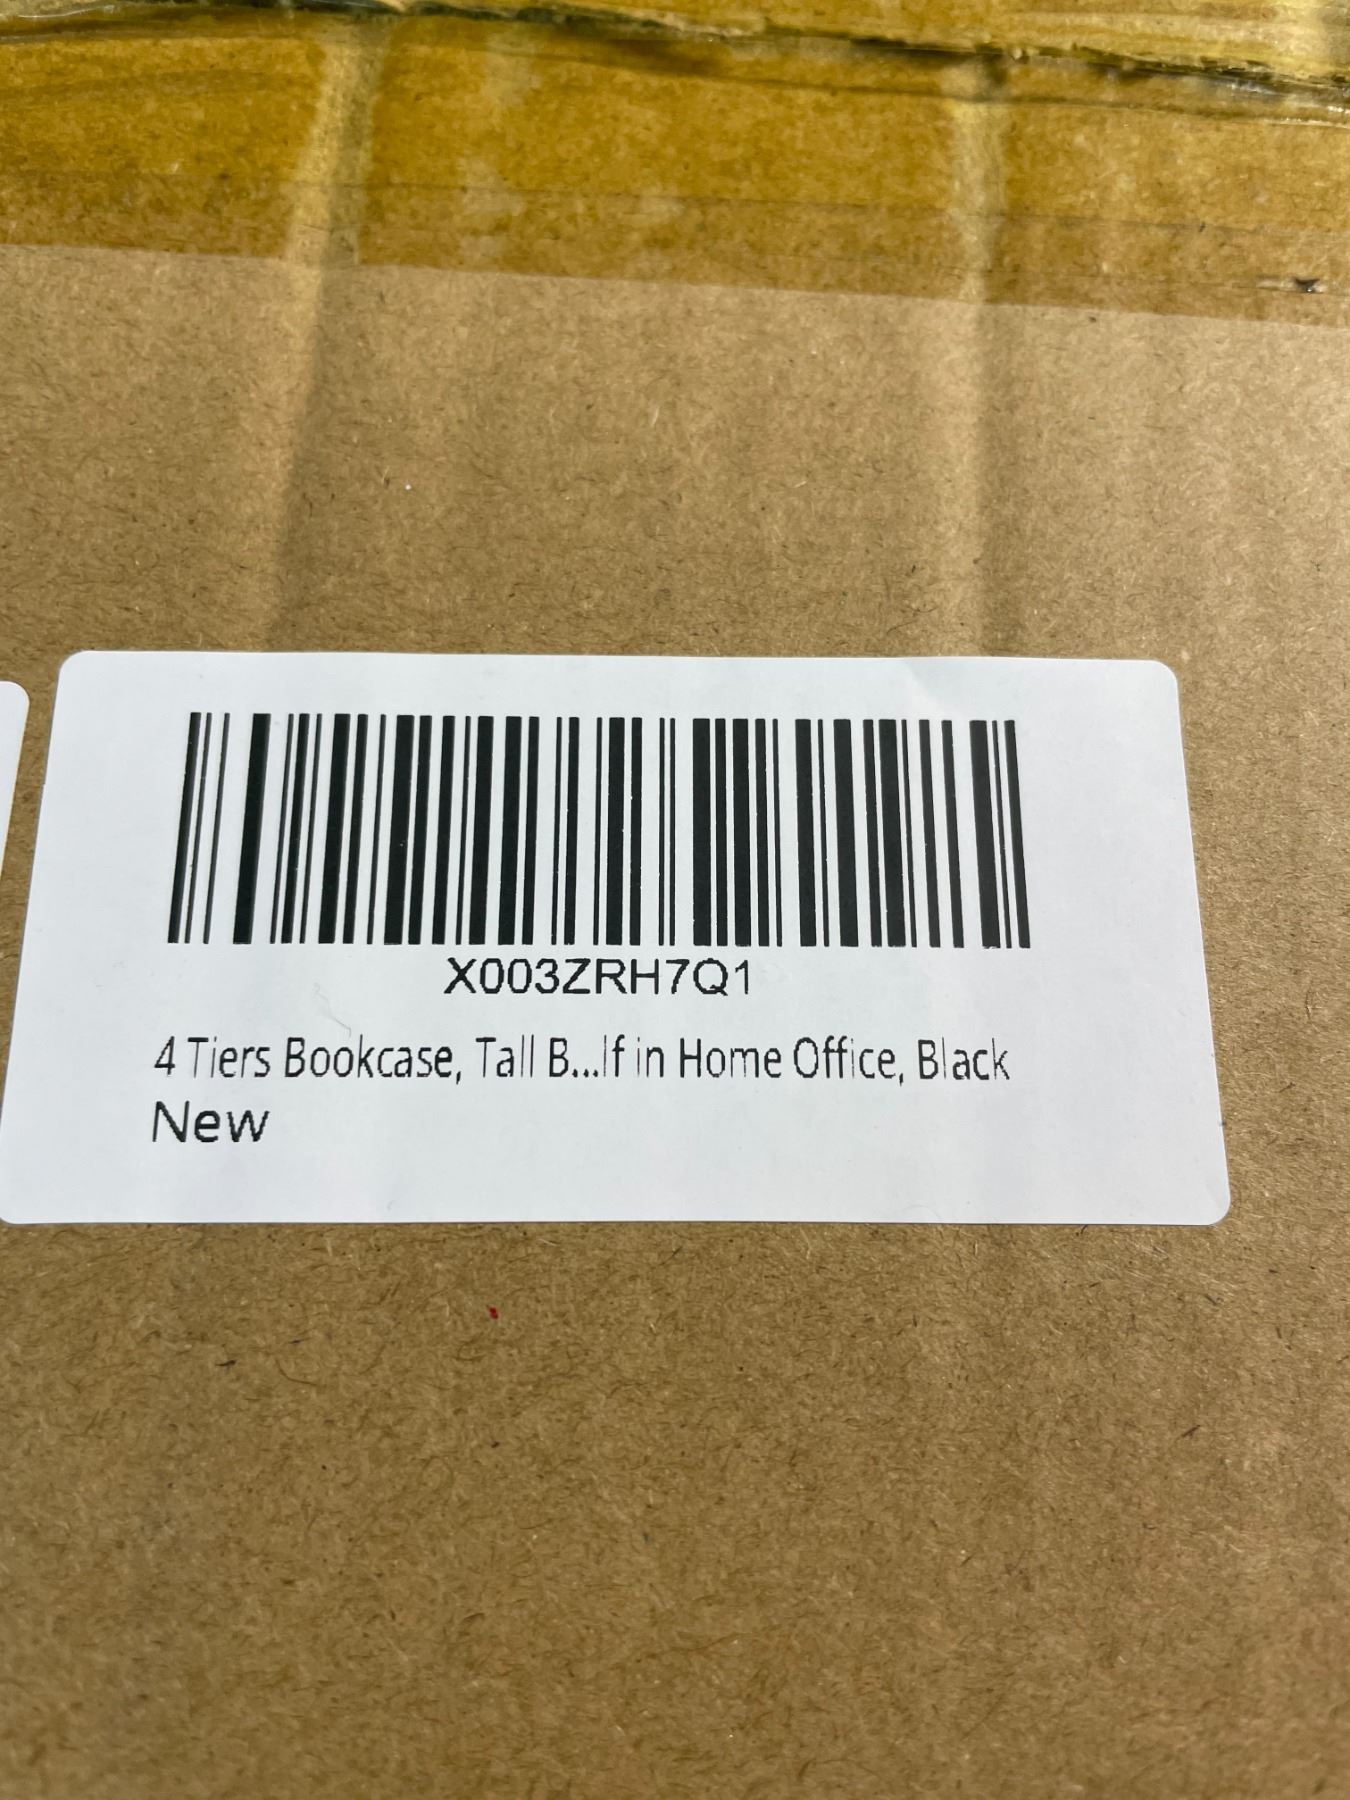 X003ZRH7Q1
4 Tiers Bookcase, Tall B...lf in Home Office, Black
New